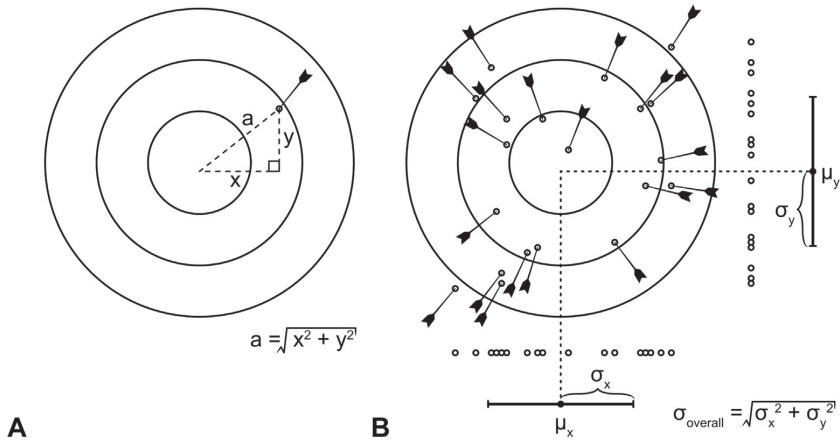 a
y
x
a = √x² + y²
A
μy
σy
σx
μx
σoverall = √σx² + σy²
B